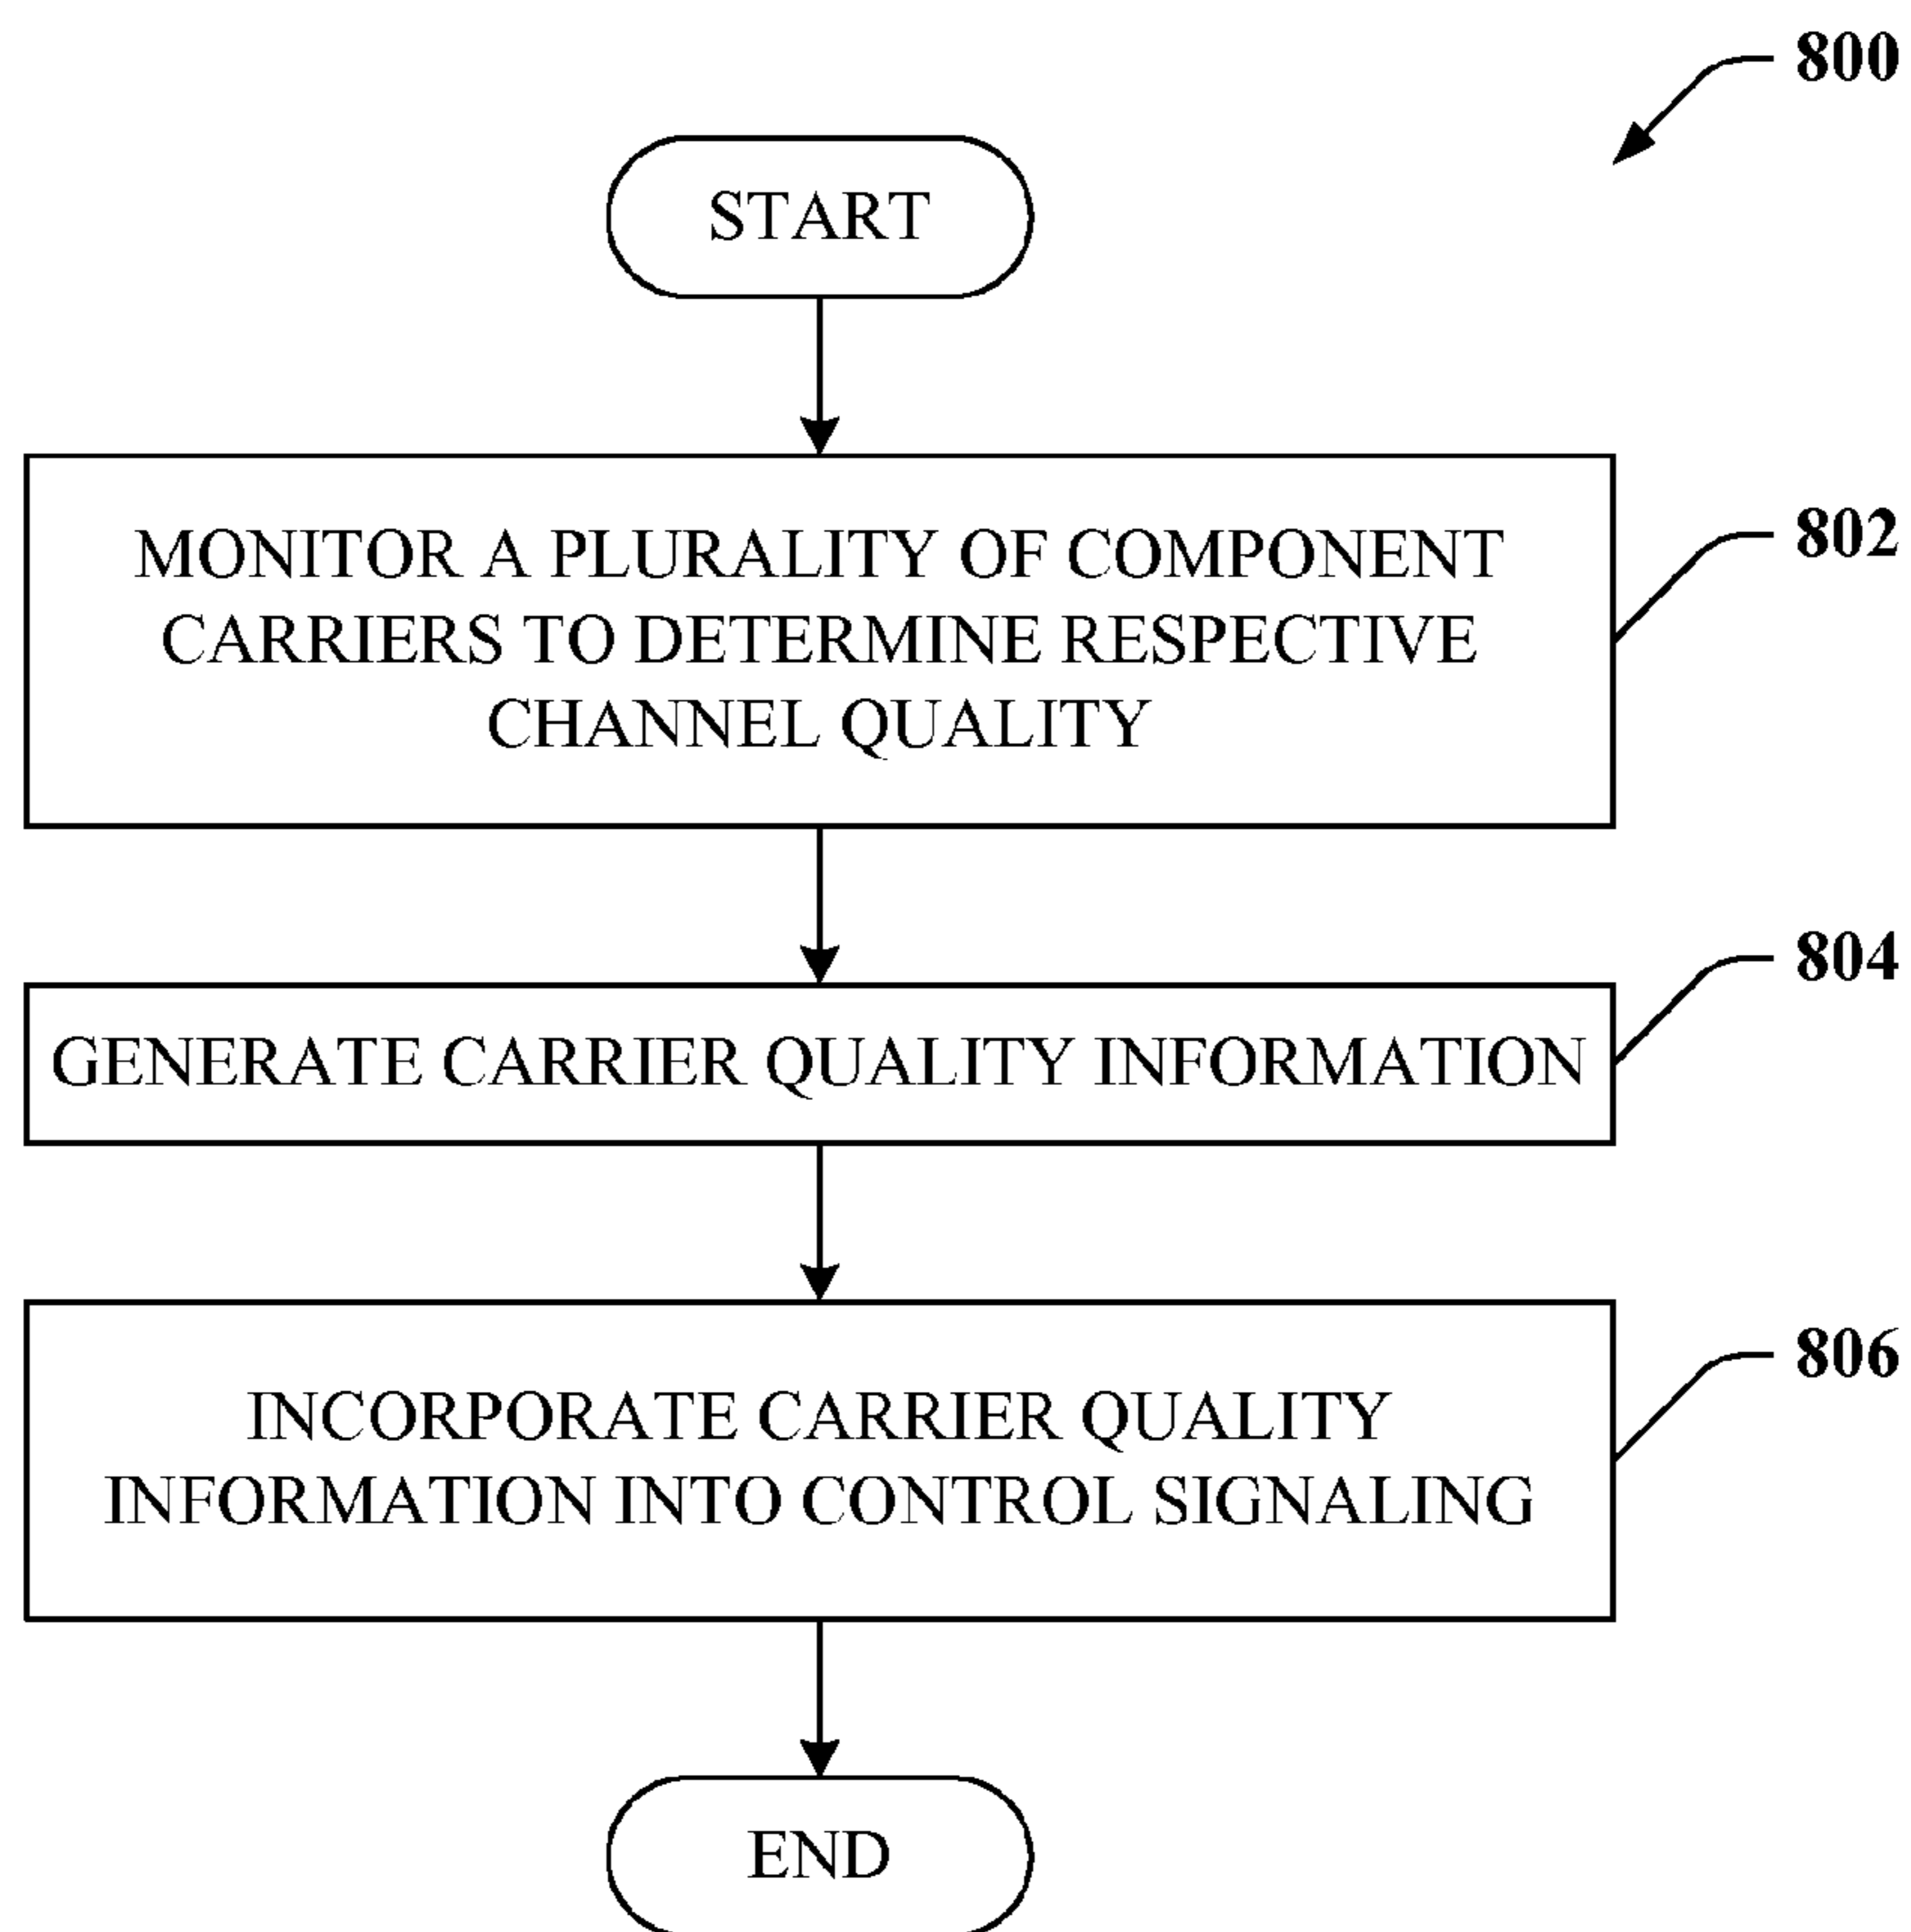 800
START
MONITOR A PLURALITY OF COMPONENT
CARRIERS TO DETERMINE RESPECTIVE
CHANNEL QUALITY
802
GENERATE CARRIER QUALITY INFORMATION
804
INCORPORATE CARRIER QUALITY
INFORMATION INTO CONTROL SIGNALING
806
END